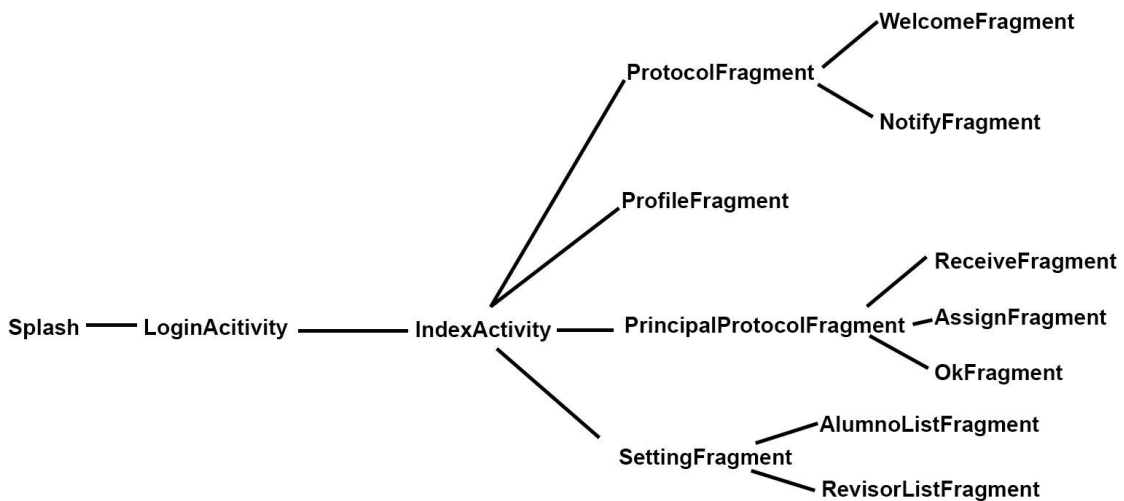 WelcomeFragment
ProtocolFragment
NotifyFragment
ProfileFragment
ReceiveFragment
Splash
LoginAcitivity
IndexActivity
PrincipalProtocolFragment
AssignFragment
OkFragment
AlumnoListFragment
SettingFragment
RevisorListFragment